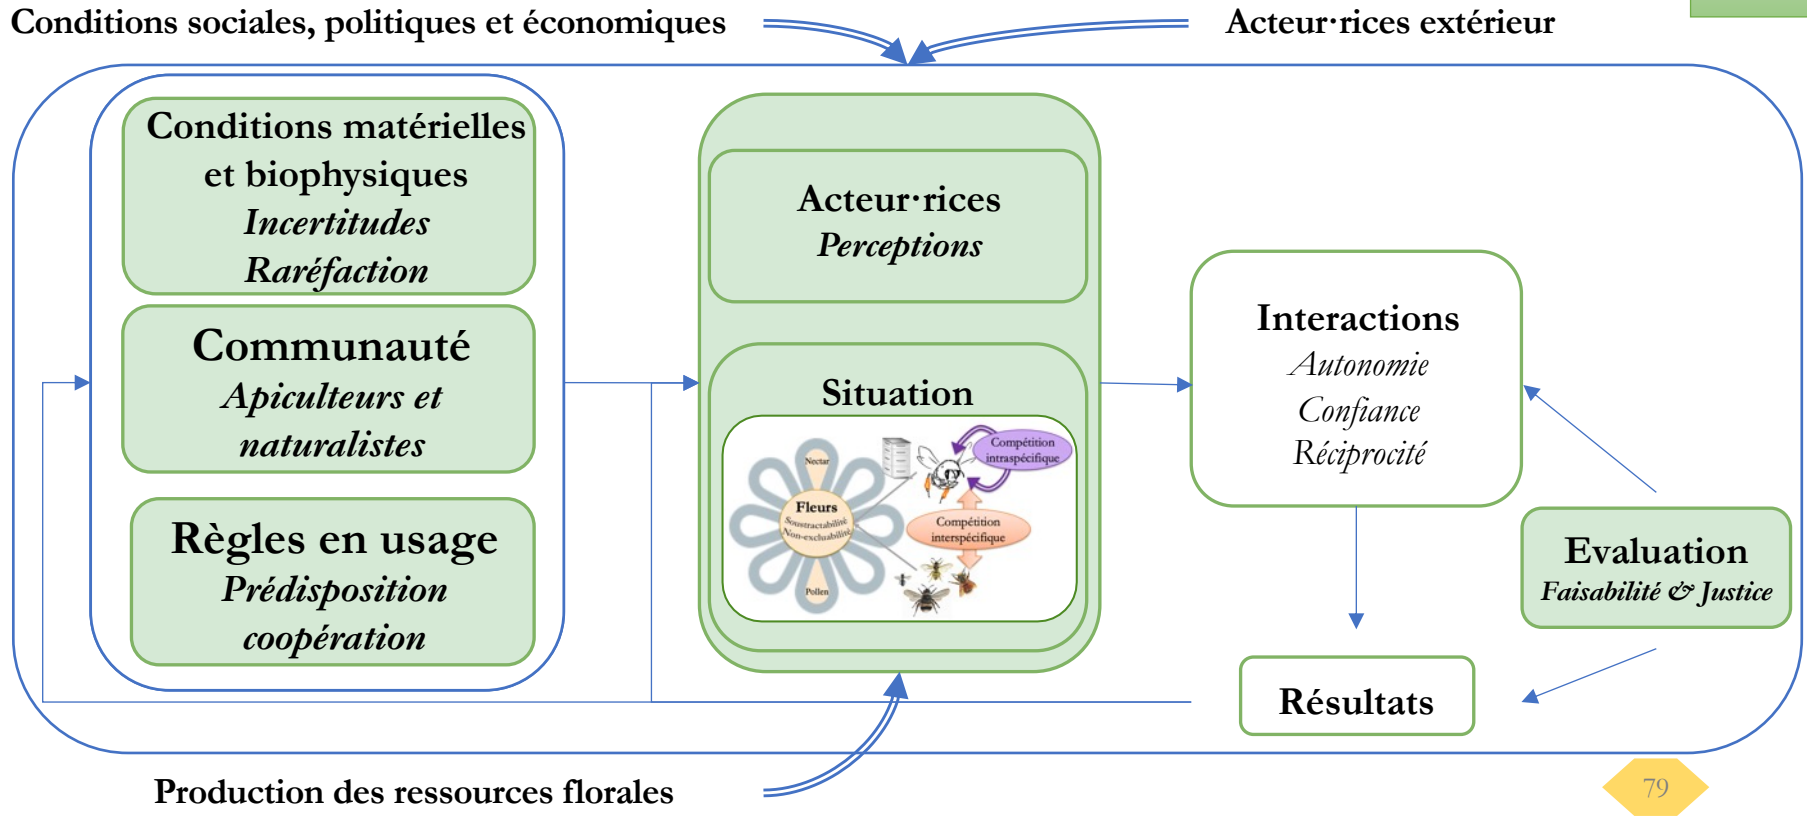 Conditions sociales, politiques et économiques
Acteur·rices extérieur
Conditions matérielles
et biophysiques
Incertitudes
Raréfaction
Communauté
Apiculteurs et
naturalistes
Règles en usage
Prédisposition
coopération
Acteur·rices
Perceptions
Situation
Nectar
Fleurs
Soustractabilité
Non-excluabilité
Pollen
Compétition
intraspécifique
Compétition
interspécifique
Interactions
Autonomie
Confiance
Réciprocité
Evaluation
Faisabilité & Justice
Résultats
Production des ressources florales
79